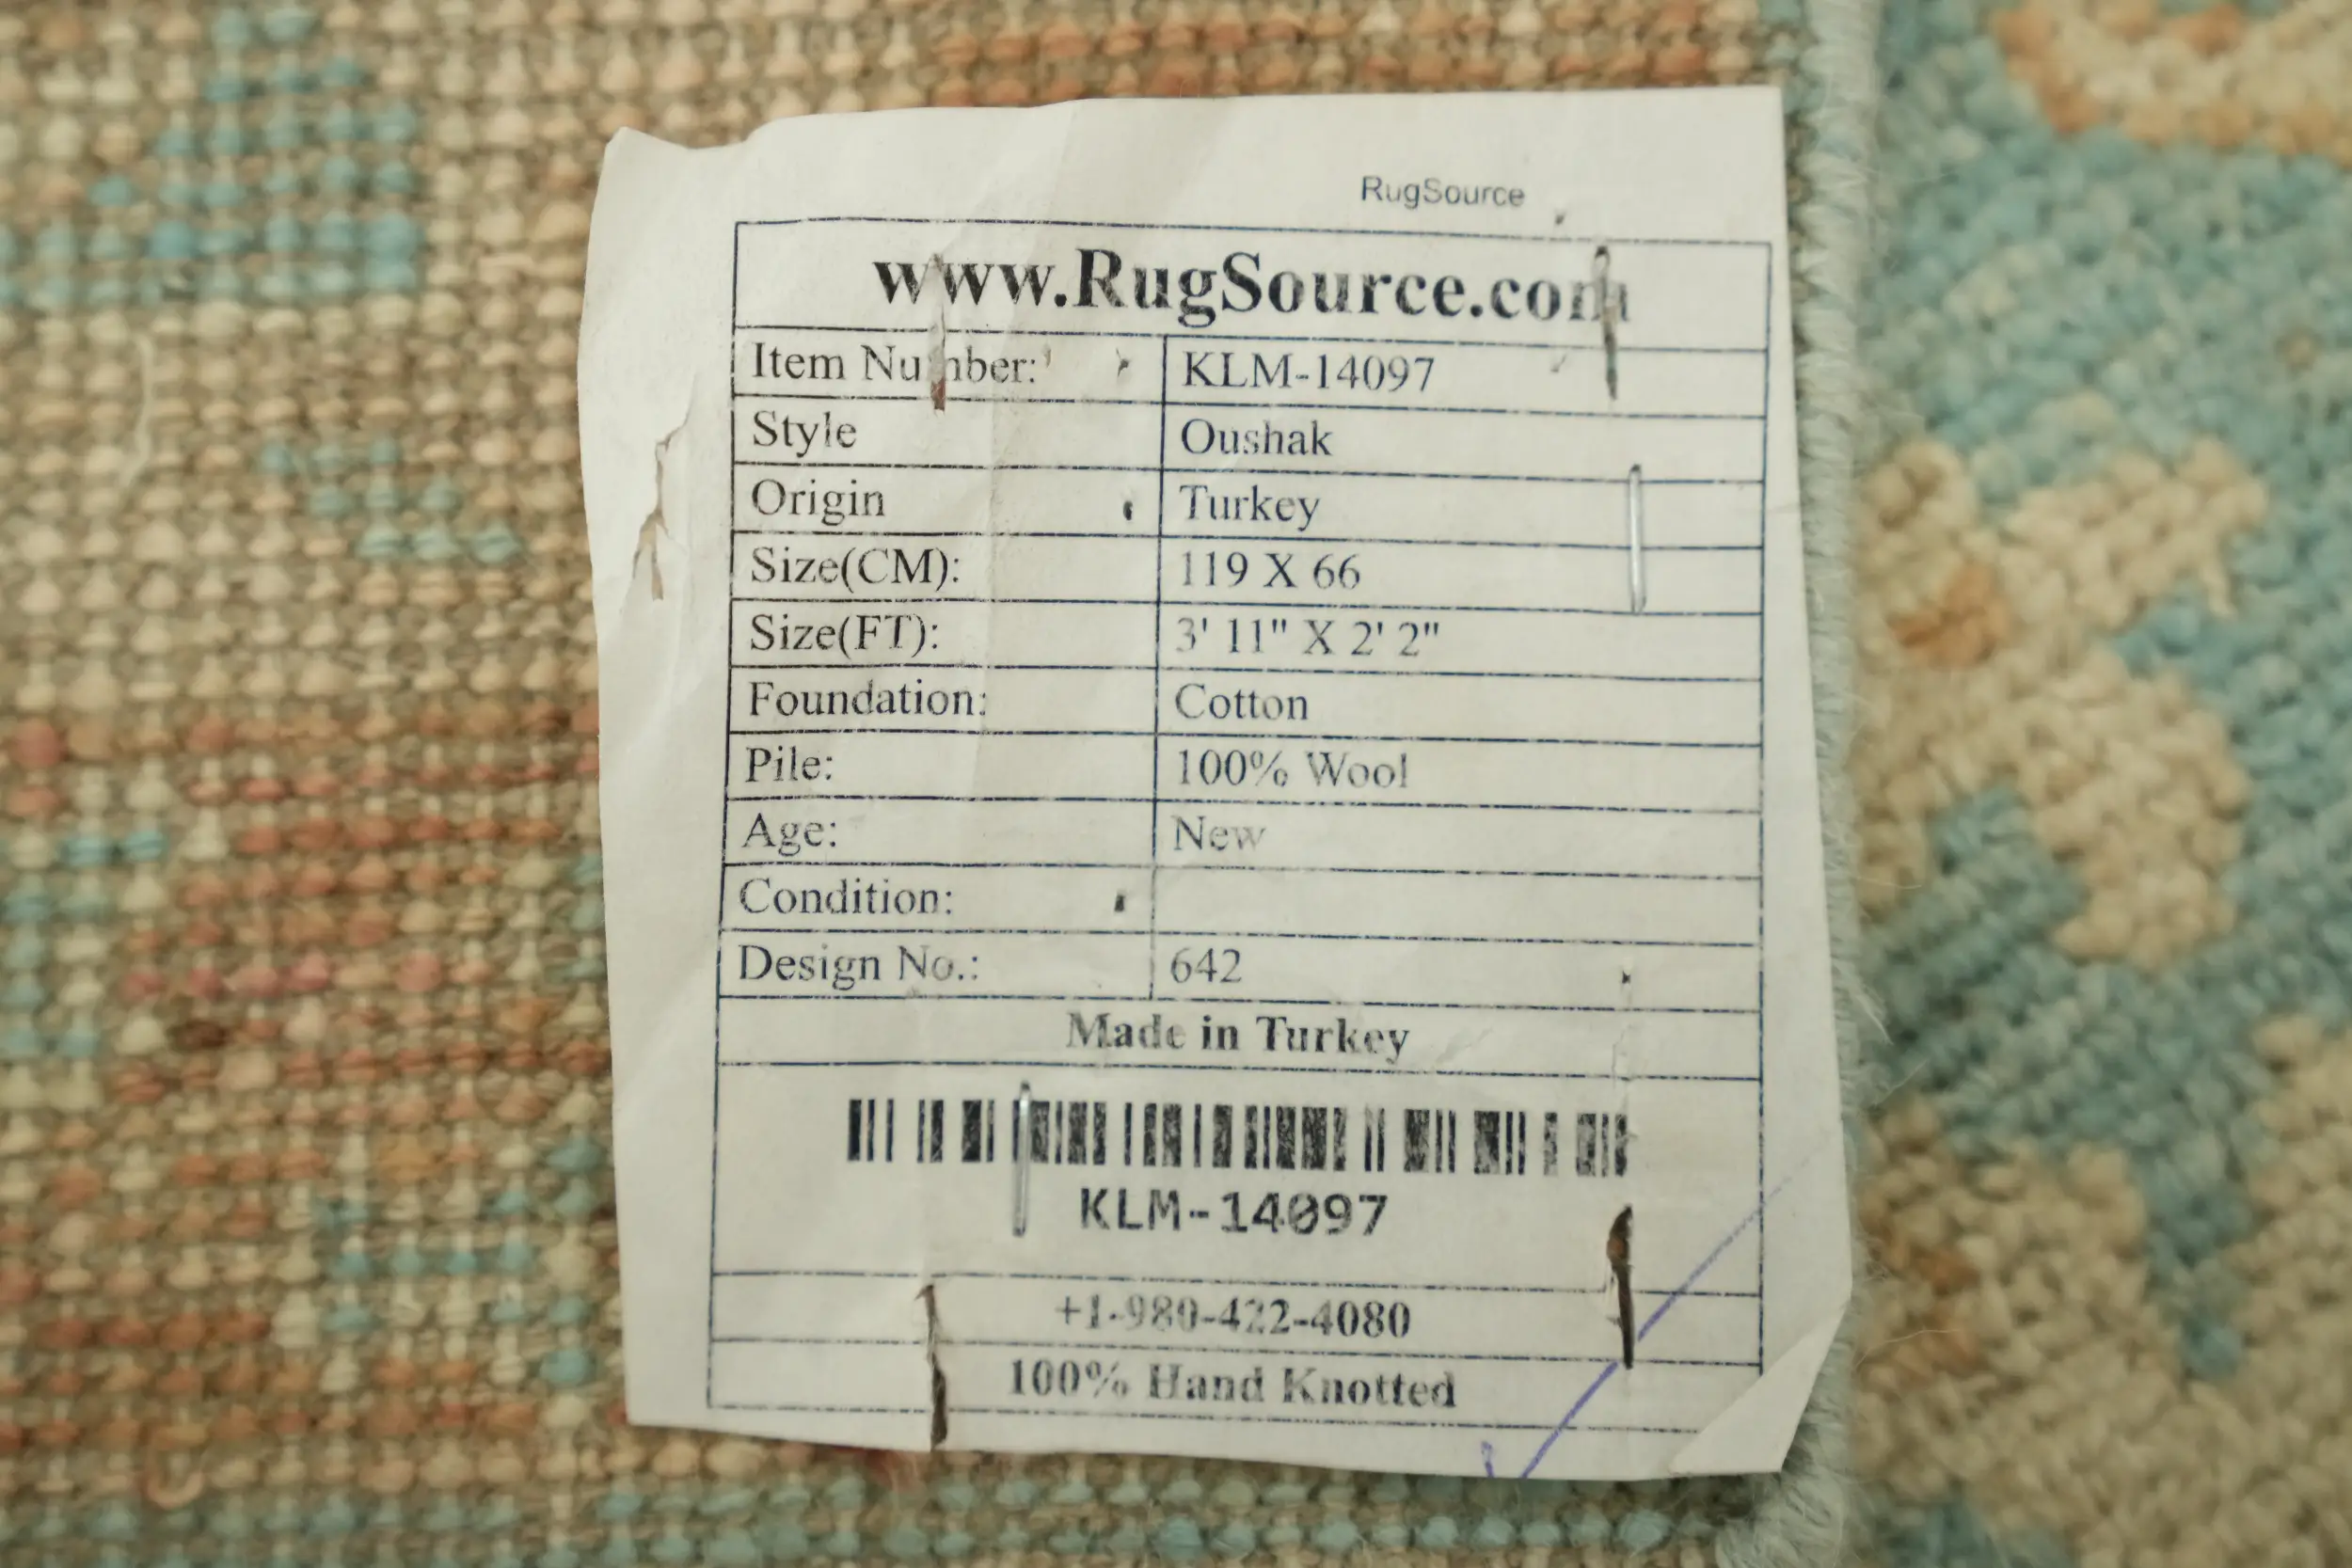 RugSource
www.RugSource.com
Item Number: KLM-14097
Style Oushak
Origin Turkey
Size(CM): 119 X 66
Size(FT): 3' 11" X 2' 2"
Foundation: Cotton
Pile: 100% Wool
Age: New
Condition:
Design No.: 642
Made in Turkey
KLM-14097
+1-980-422-4080
100% Hand Knotted